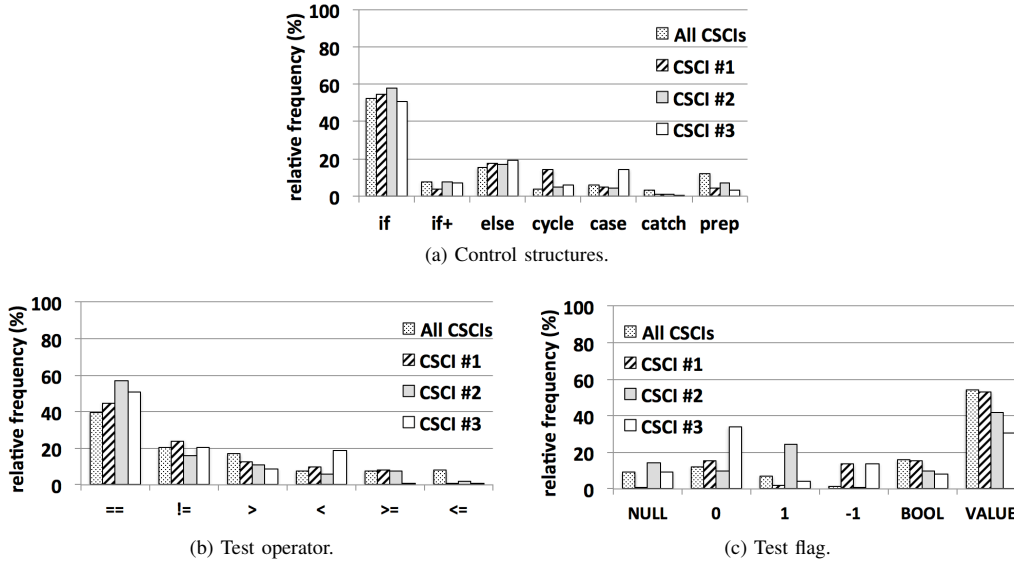 relative frequency (%)
100
80
60
40
20
0
All CSCIs
CSCI #1
CSCI #2
CSCI #3
if if+ else cycle case catch prep
(a) Control structures.
relative frequency (%)
100
80
60
40
20
0
All CSCIs
CSCI #1
CSCI #2
CSCI #3
== != > < >= <=
(b) Test operator.
relative frequency (%)
100
80
60
40
20
0
All CSCIs
CSCI #1
CSCI #2
CSCI #3
NULL 0 1 -1 BOOL VALUE
(c) Test flag.